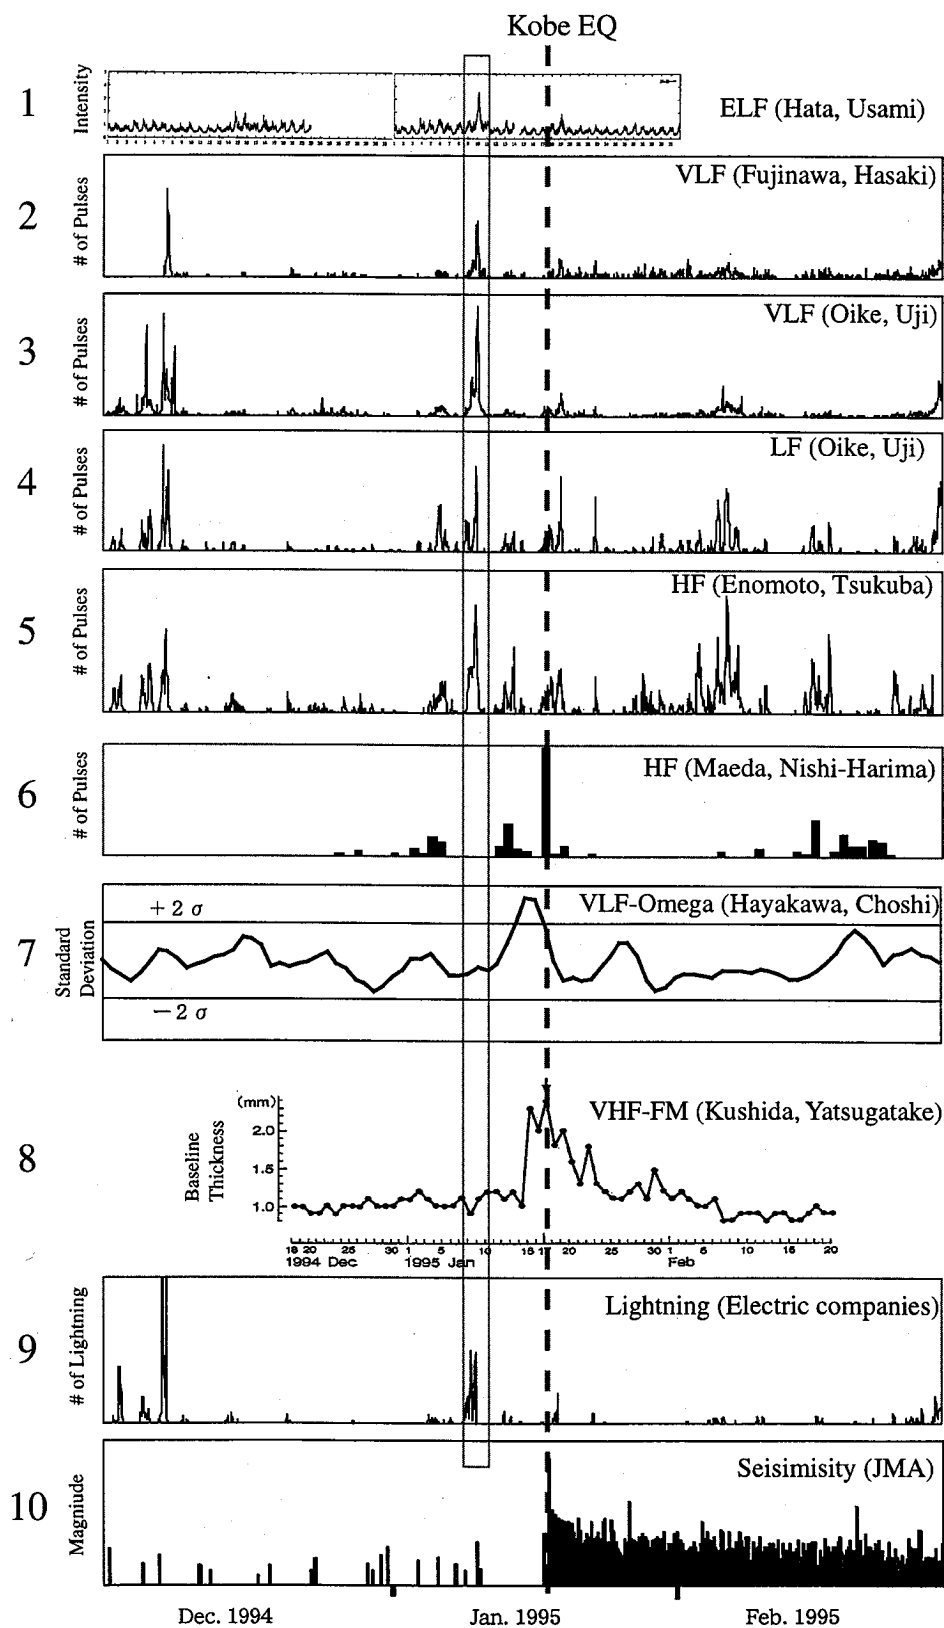 Kobe EQ
1
Intensity
ELF (Hata, Usami)
2
# of Pulses
VLF (Fujinawa, Hasaki)
3
# of Pulses
VLF (Oike, Uji)
4
# of Pulses
LF (Oike, Uji)
5
# of Pulses
HF (Enomoto, Tsukuba)
6
# of Pulses
HF (Maeda, Nishi-Harima)
7
Standard
Deviation
+2 σ
−2 σ
VLF-Omega (Hayakawa, Choshi)
8
Baseline
Thickness
(mm)
2.0
1.5
1.0
VHF-FM (Kushida, Yatsugatake)
18 20 25 30 1 5 10 15 17 20 25 30 1 5 10 15 20
1994 Dec 1995 Jan Feb
9
# of Lightning
Lightning (Electric companies)
10
Magniude
Seisimisity (JMA)
Dec. 1994 Jan. 1995 Feb. 1995